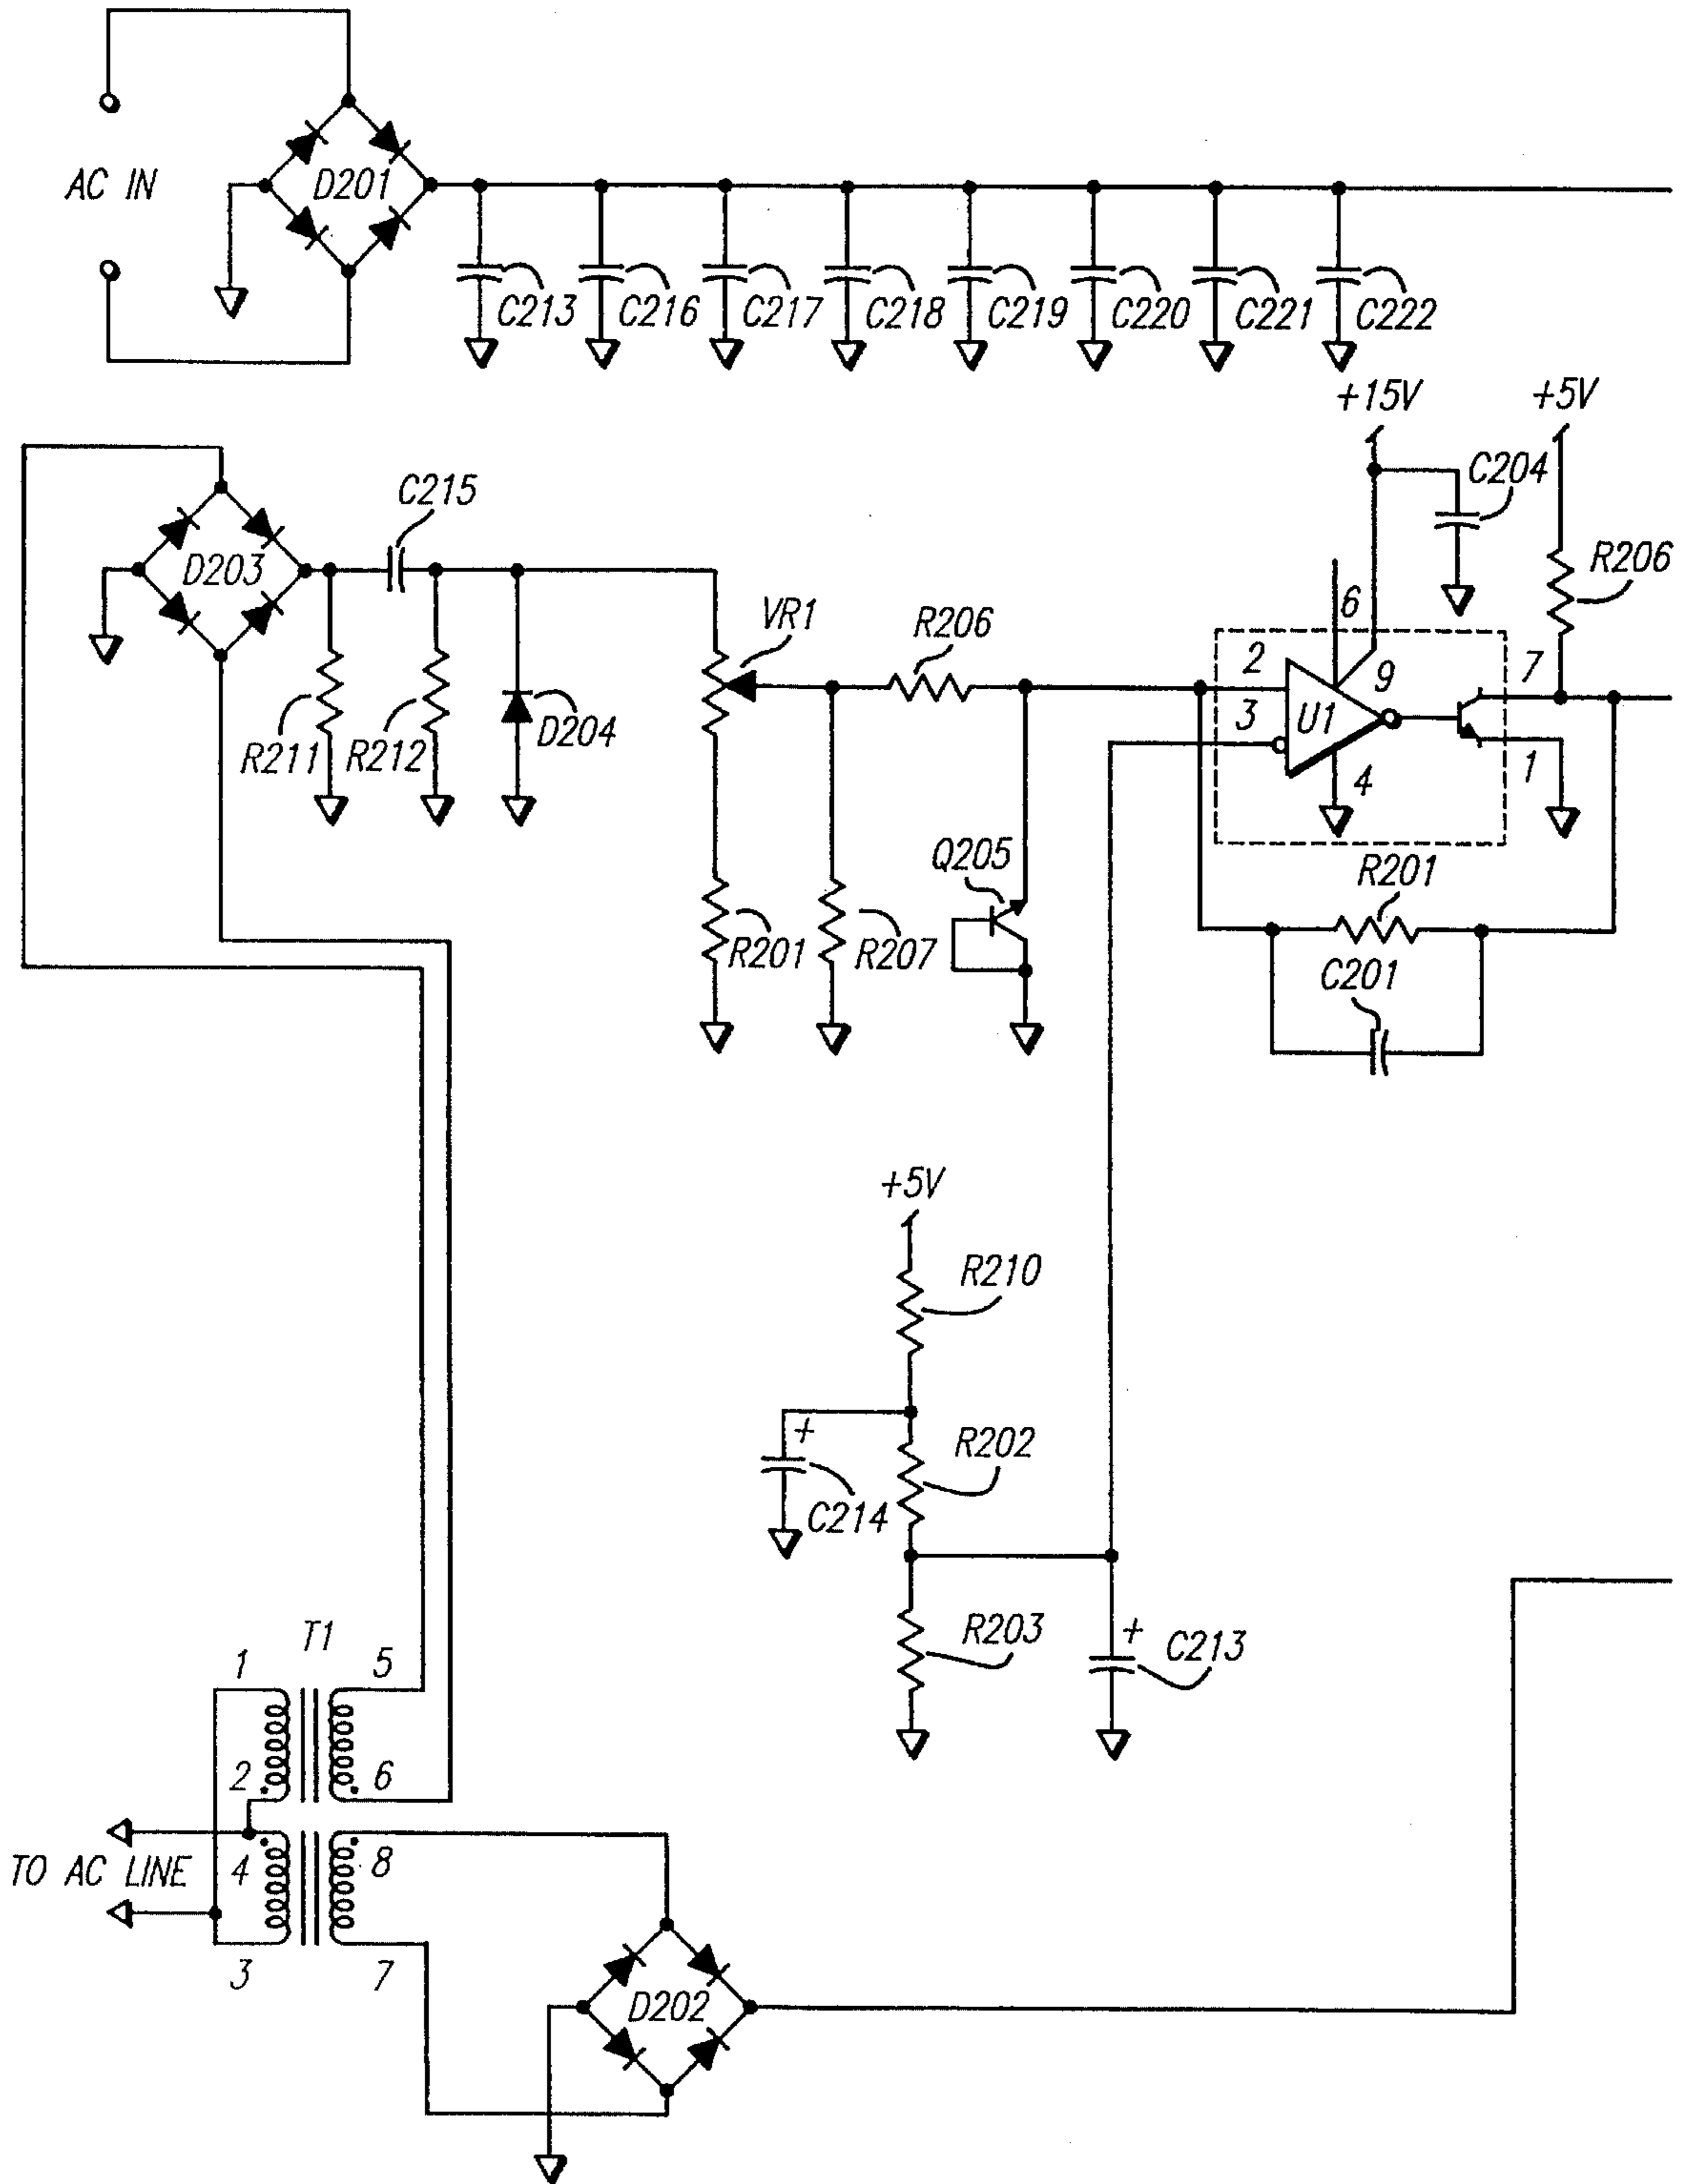 AC IN
D201
C213
C216
C217
C218
C219
C220
C221
C222
+15V
+5V
C204
C215
D203
R206
VR1
R206
6
2
9
7
3
U1
R211
R212
D204
4
1
Q205
R201
R201
R207
C201
+5V
R210
+
R202
C214
T1
R203
+
C213
1
5
2
6
TO AC LINE
4
8
3
7
D202